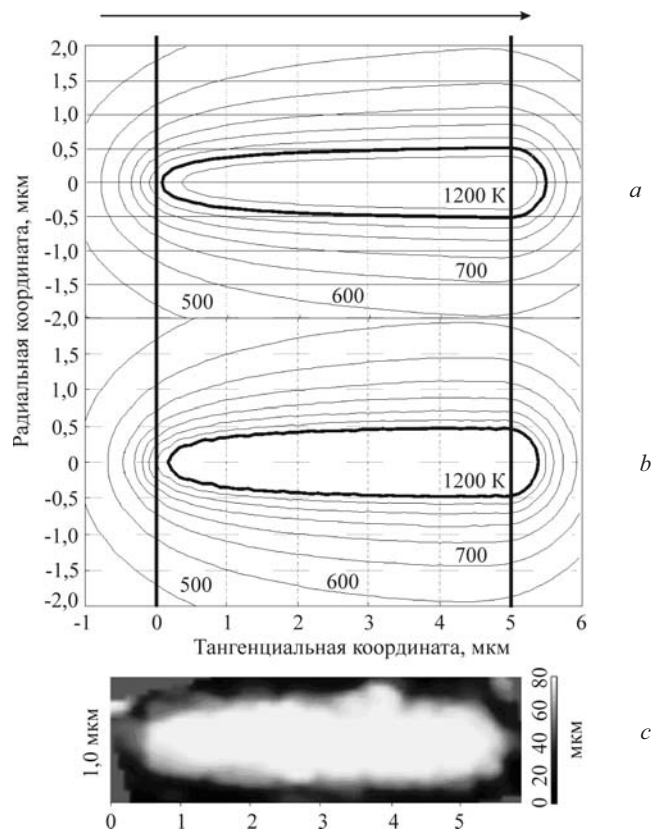 2,0
1,5
1,0
0,5
0
-0,5
-1,0
-1,5
-2,0
1200 K
700
600
500
a
Радиальная координата, мкм
1,5
1,0
0,5
0
-0,5
-1,0
-1,5
-2,0
1200 K
700
600
500
b
-1 0 1 2 3 4 5 6
Тангенциальная координата, мкм
1,0 мкм
0 1 2 3 4 5
0 20 40 60 80
мкм
c